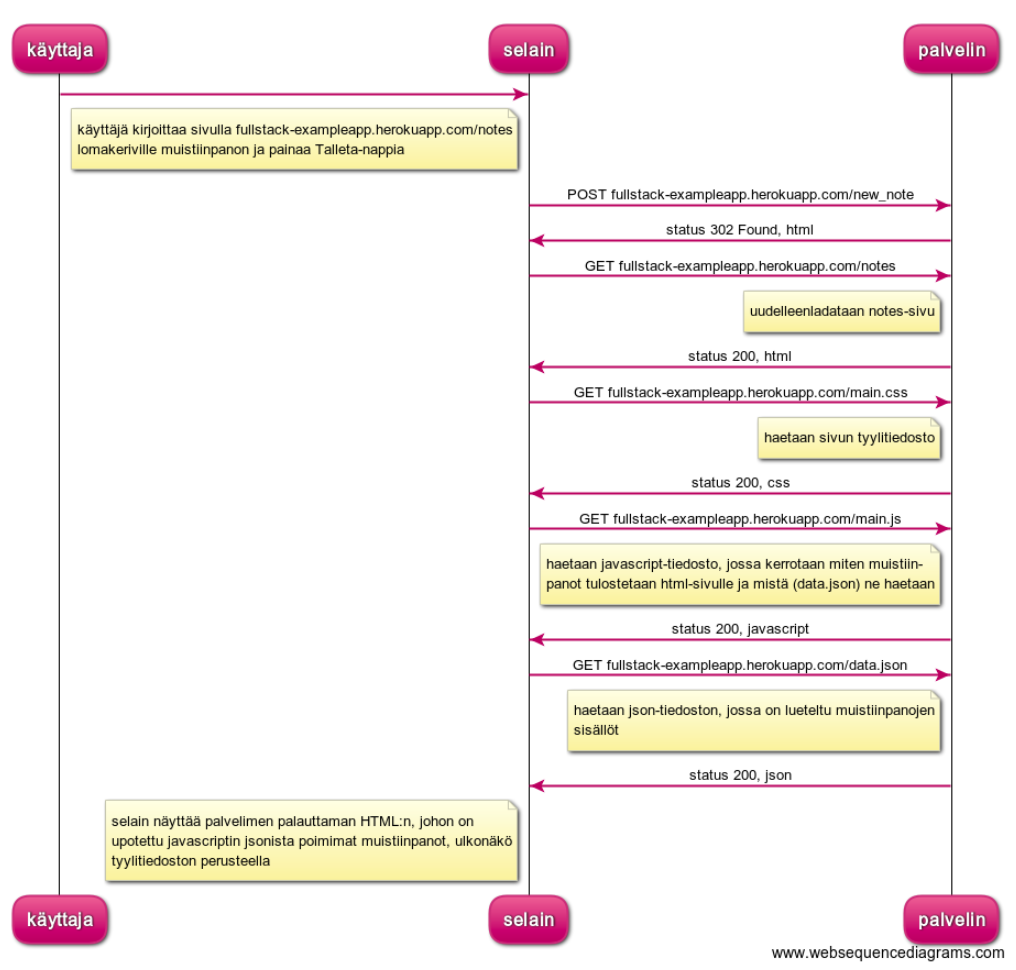 käyttaja
selain
palvelin
käyttäjä kirjoittaa sivulla fullstack-exampleapp.herokuapp.com/notes
lomakeriville muistiinpanon ja painaa Talleta-nappia
POST fullstack-exampleapp.herokuapp.com/new_note
status 302 Found, html
GET fullstack-exampleapp.herokuapp.com/notes
uudelleenladataan notes-sivu
status 200, html
GET fullstack-exampleapp.herokuapp.com/main.css
haetaan sivun tyylitiedosto
status 200, css
GET fullstack-exampleapp.herokuapp.com/main.js
haetaan javascript-tiedosto, jossa kerrotaan miten muistiin-
panot tulostetaan html-sivulle ja mistä (data.json) ne haetaan
status 200, javascript
GET fullstack-exampleapp.herokuapp.com/data.json
haetaan json-tiedoston, jossa on lueteltu muistiinpanojen
sisällöt
status 200, json
selain näyttää palvelimen palauttaman HTML:n, johon on
upotettu javascriptin jsonista poimimat muistiinpanot, ulkonäkö
tyylitiedoston perusteella
käyttaja
selain
palvelin
www.websequencediagrams.com